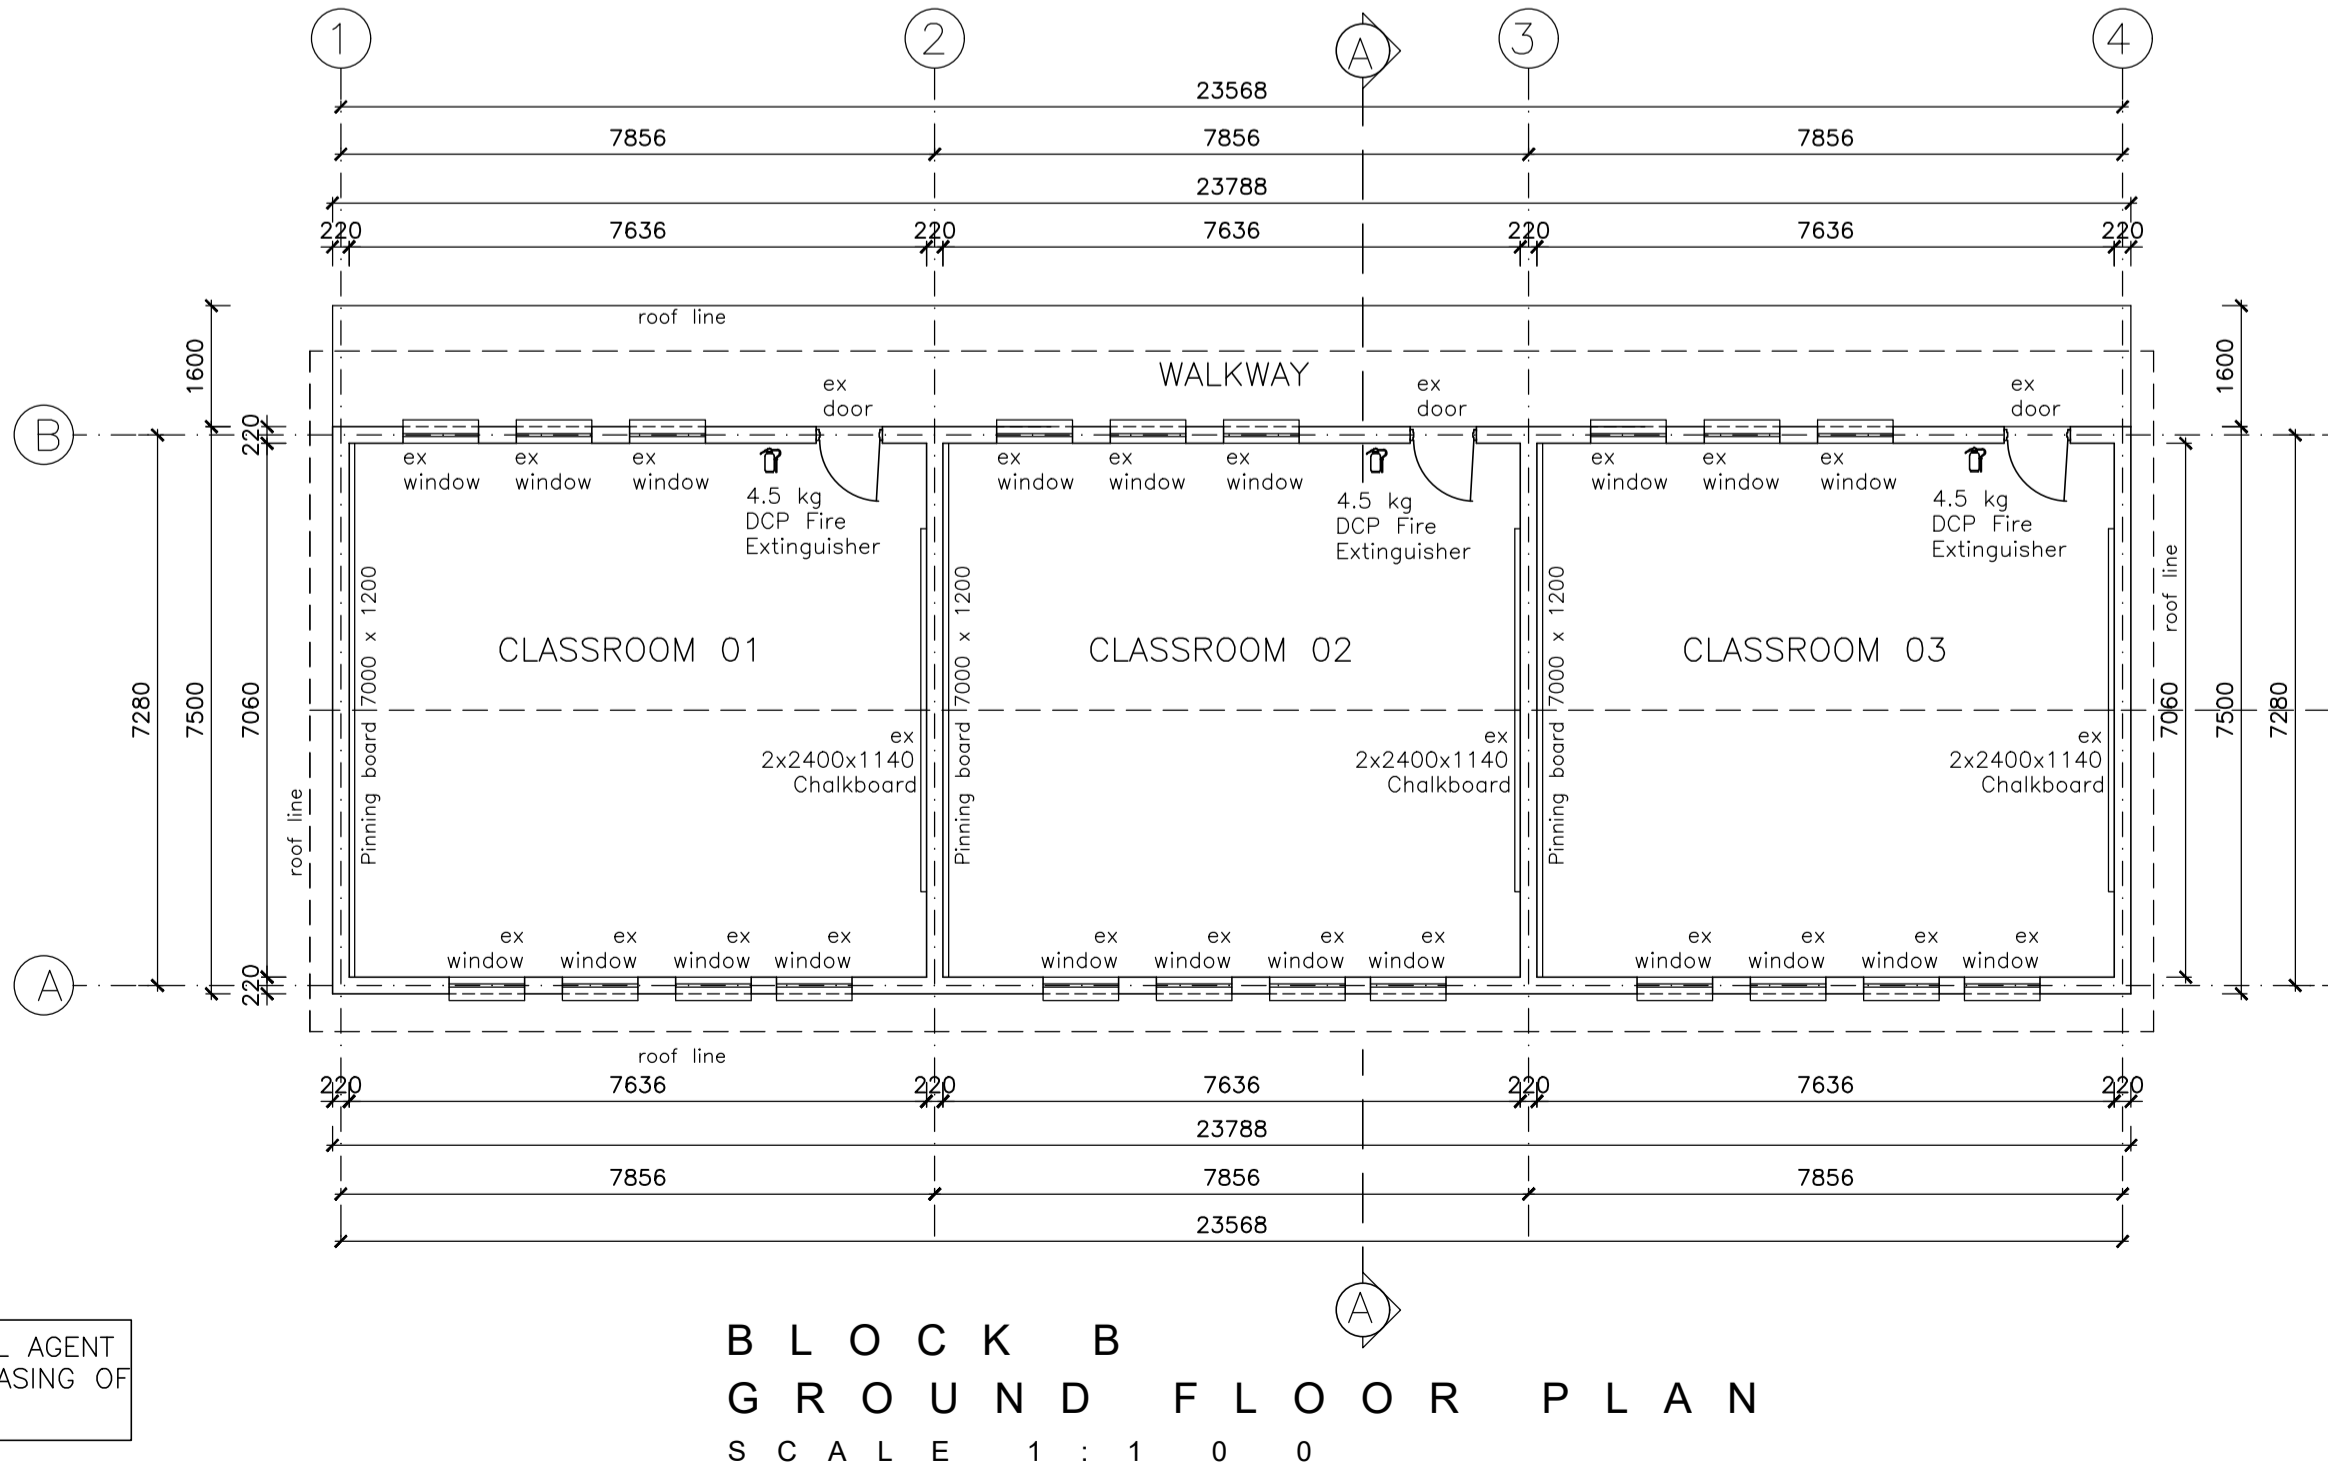 1 2 A 3 4
23568
7856 7856 7856
23788
220 7636 220 7636 220 7636 220
roof line
1600 1600
WALKWAY
ex
door
ex
door
ex
door
B
220
ex
window
ex
window
ex
window
ex
window
ex
window
ex
window
ex
window
ex
window
ex
window
4.5 kg
DCP Fire
Extinguisher
4.5 kg
DCP Fire
Extinguisher
4.5 kg
DCP Fire
Extinguisher
roof line
Pinning board 7000 x 1200
Pinning board 7000 x 1200
Pinning board 7000 x 1200
CLASSROOM 01
CLASSROOM 02
CLASSROOM 03
7280 7500 7060
7060 7500 7280
ex
2x2400x1140
Chalkboard
ex
2x2400x1140
Chalkboard
ex
2x2400x1140
Chalkboard
roof line
ex
window
ex
window
ex
window
ex
window
ex
window
ex
window
ex
window
ex
window
ex
window
ex
window
ex
window
ex
window
A
220
roof line
220 7636 220 7636 220 7636 220
23788
7856 7856 7856
23568
A
L AGENT
ASING OF
BLOCK B
GROUND FLOOR PLAN
SCALE 1:100